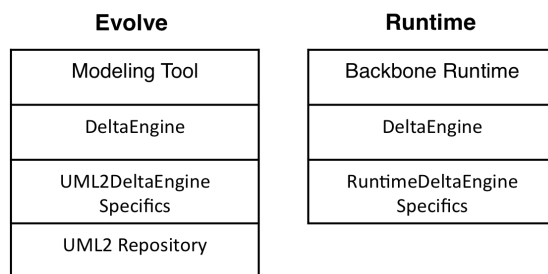 Evolve
Modeling Tool
DeltaEngine
UML2DeltaEngine
Specifics
UML2 Repository
Runtime
Backbone Runtime
DeltaEngine
RuntimeDeltaEngine
Specifics